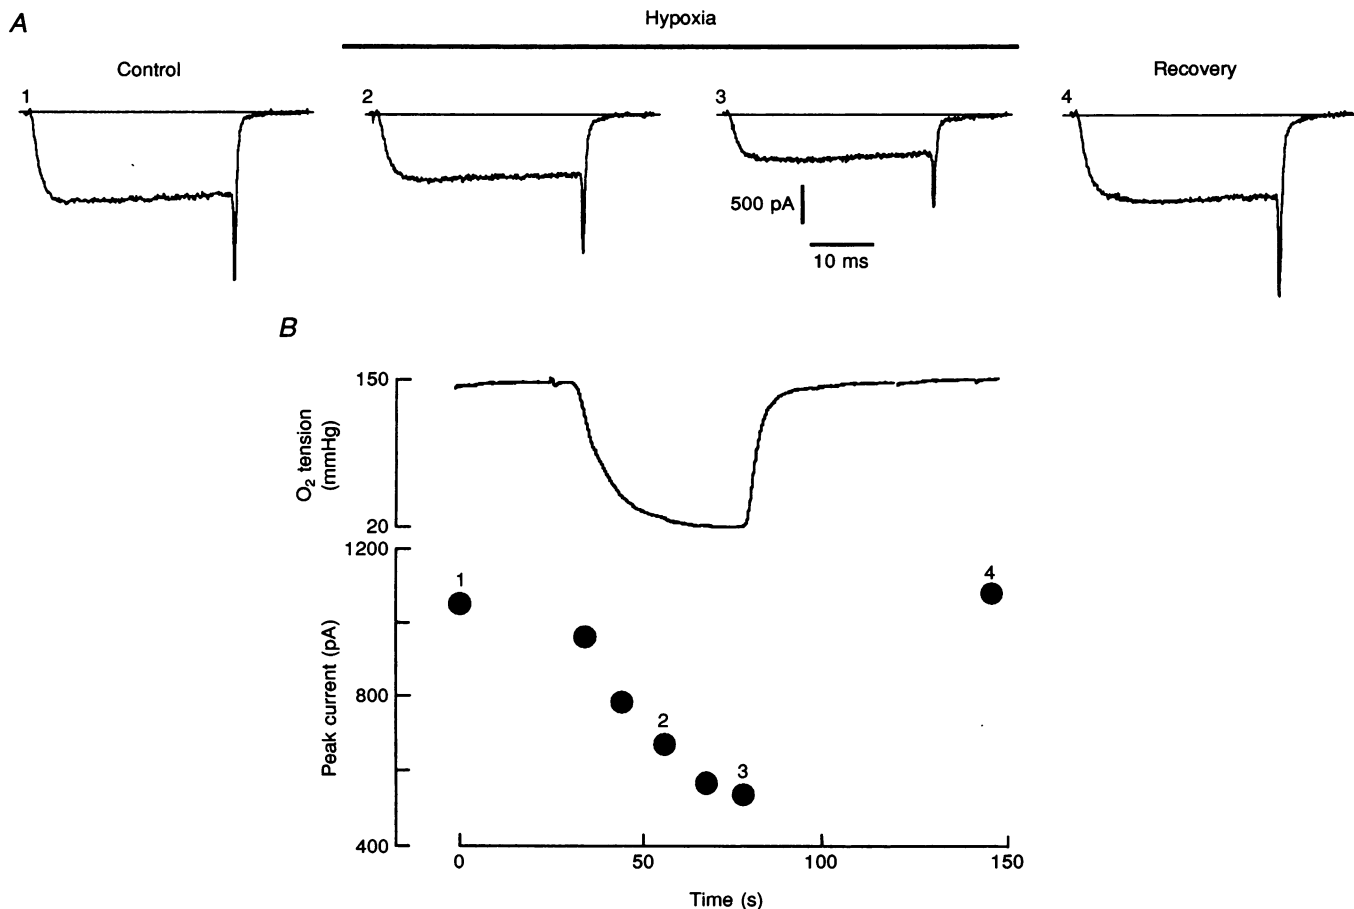 A
Hypoxia
Control
Recovery
1
2
3
4
500 pA
10 ms
B
150
20
O2 tension
(mmHg)
1200
800
400
Peak current (pA)
1
2
3
4
0
50
100
150
Time (s)